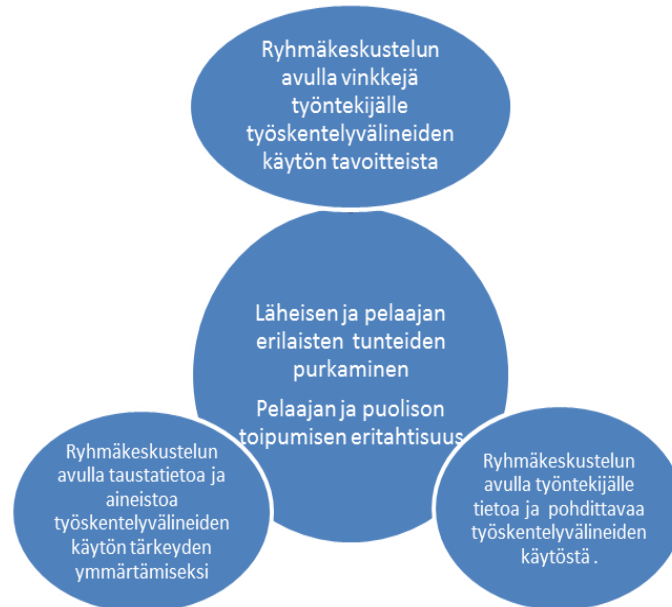 Ryhmäkeskustelun
avulla vinkkejä
työntekijälle
työskentelyvälineiden
käytön tavoitteista
Läheisen ja pelaajan
erilaisten tunteiden
purkaminen
Pelaajan ja puolison
toipumisen eritahtisuus
Ryhmäkeskustelun
avulla taustatietoa ja
aineistoa
työskentelyvälineiden
käytön tärkeyden
ymmärtämiseksi
Ryhmäkeskustelun
avulla työntekijälle
tietoa ja pohdittavaa
työskentelyvälineiden
käytöstä .